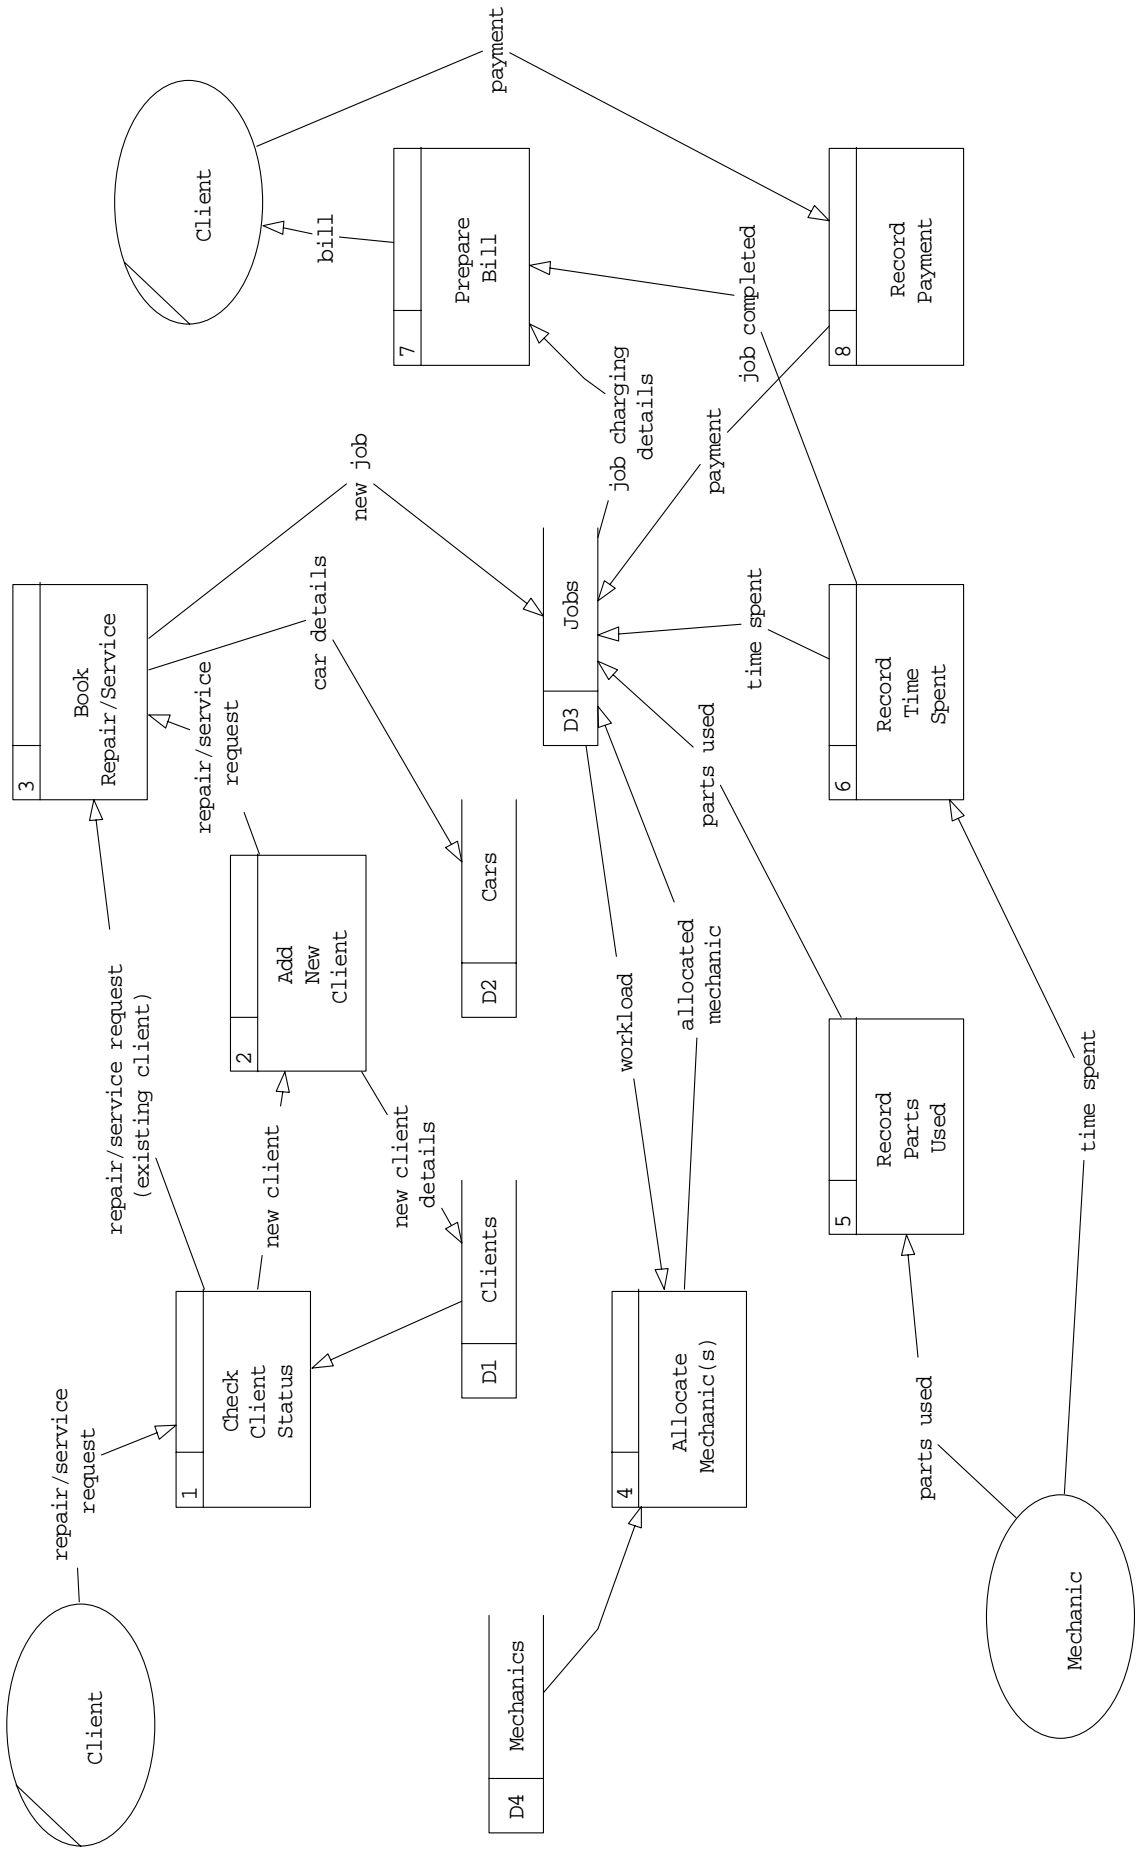 Client
repair/service
request
1
Check
Client
Status
repair/service request
(existing client)
new client
2
Add
New
Client
new client
details
3
Book
Repair/Service
repair/service
request
car details
new job
Client
bill
payment
7
Prepare
Bill
D1
Clients
D2
Cars
D4
Mechanics
D3
Jobs
job charging
details
4
Allocate
Mechanic(s)
workload
allocated
mechanic
parts used
time spent
payment
job completed
5
Record
Parts
Used
6
Record
Time
Spent
8
Record
Payment
parts used
Mechanic
time spent